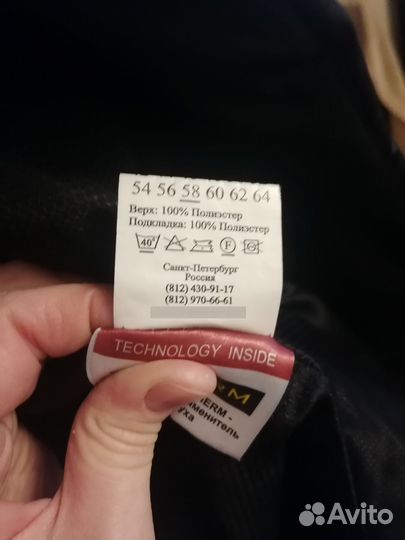 54 56 58 60 62 64
Верх: 100% Полиэстер
Подкладка: 100% Полиэстер
40°
F
Санкт-Петербург
Россия
(812) 430-91-17
(812) 970-66-61
TECHNOLOGY INSIDE
M
Avito